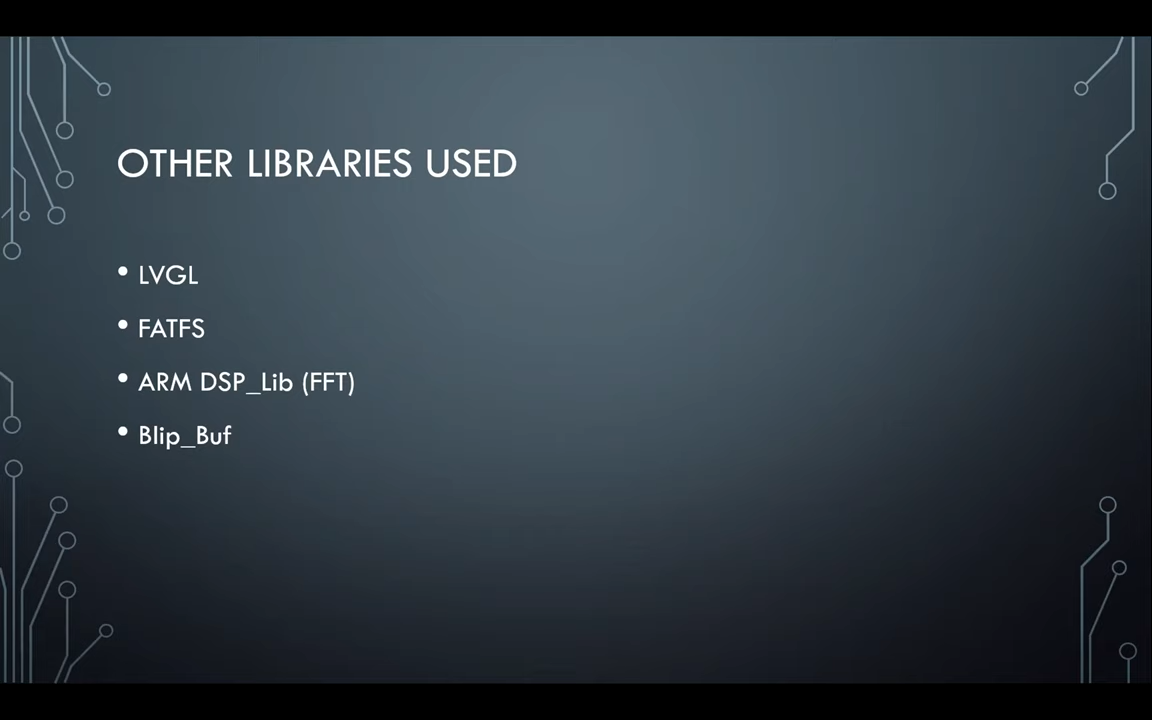 OTHER LIBRARIES USED
• LVGL
• FATFS
• ARM DSP_Lib (FFT)
• Blip_Buf